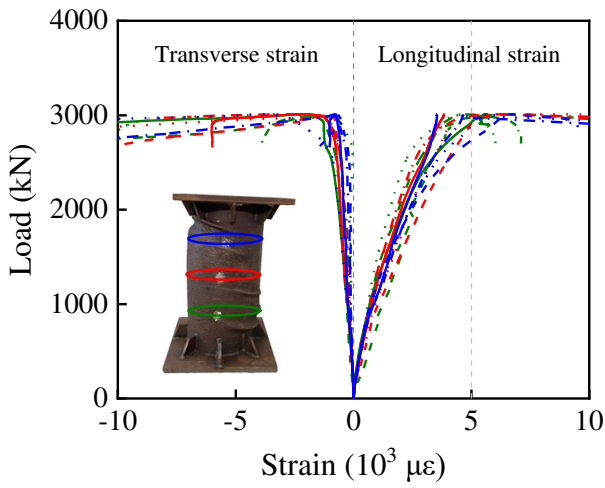 4000
Transverse strain
Longitudinal strain
3000
2000
1000
0
-10
-5
0
5
10
Load (kN)
Strain (10³ με)